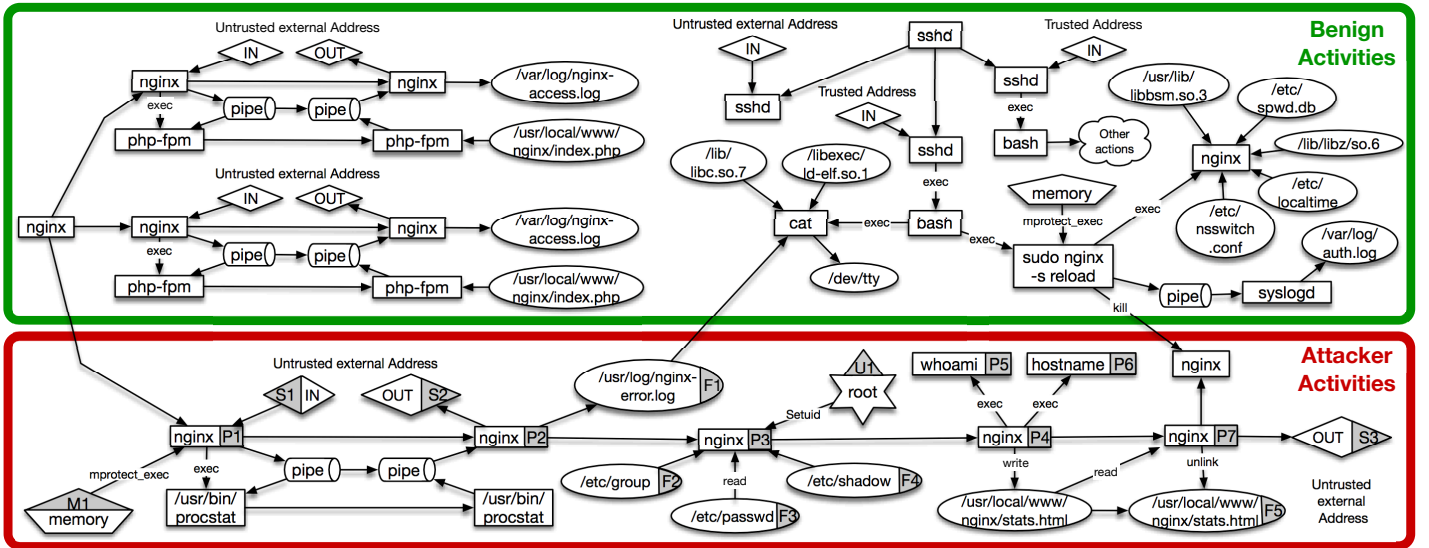 Benign
Activities
Untrusted external Address
IN
OUT
nginx
nginx
/var/log/nginx-
access.log
exec
pipe
pipe
php-fpm
php-fpm
/usr/local/www/
nginx/index.php
Untrusted external Address
IN
OUT
nginx
nginx
nginx
/var/log/nginx-
access.log
exec
pipe
pipe
php-fpm
php-fpm
/usr/local/www/
nginx/index.php
Untrusted external Address
IN
sshd
Trusted Address
IN
sshd
sshd
exec
bash
Other
actions
Trusted Address
IN
sshd
exec
bash
exec
cat
/lib/
libc.so.7
/libexec/
ld-elf.so.1
/dev/tty
exec
memory
mprotect_exec
sudo nginx
-s reload
exec
/usr/lib/
libbsm.so.3
/etc/
spwd.db
/lib/libz/so.6
nginx
/etc/
localtime
/etc/
nsswitch
.conf
/var/log/
auth.log
pipe
syslogd
kill
Attacker
Activities
Untrusted external Address
S1
IN
OUT
S2
nginx
P1
nginx
P2
mprotect_exec
M1
memory
exec
pipe
pipe
/usr/bin/
procstat
/usr/bin/
procstat
/usr/log/nginx-
error.log
F1
U1
root
Setuid
nginx
P3
/etc/group
F2
read
/etc/passwd
F3
/etc/shadow
F4
whoami
P5
hostname
P6
exec
exec
nginx
P4
write
/usr/local/www/
nginx/stats.html
read
nginx
nginx
P7
unlink
/usr/local/www/
nginx/stats.html
F5
OUT
S3
Untrusted
external
Address